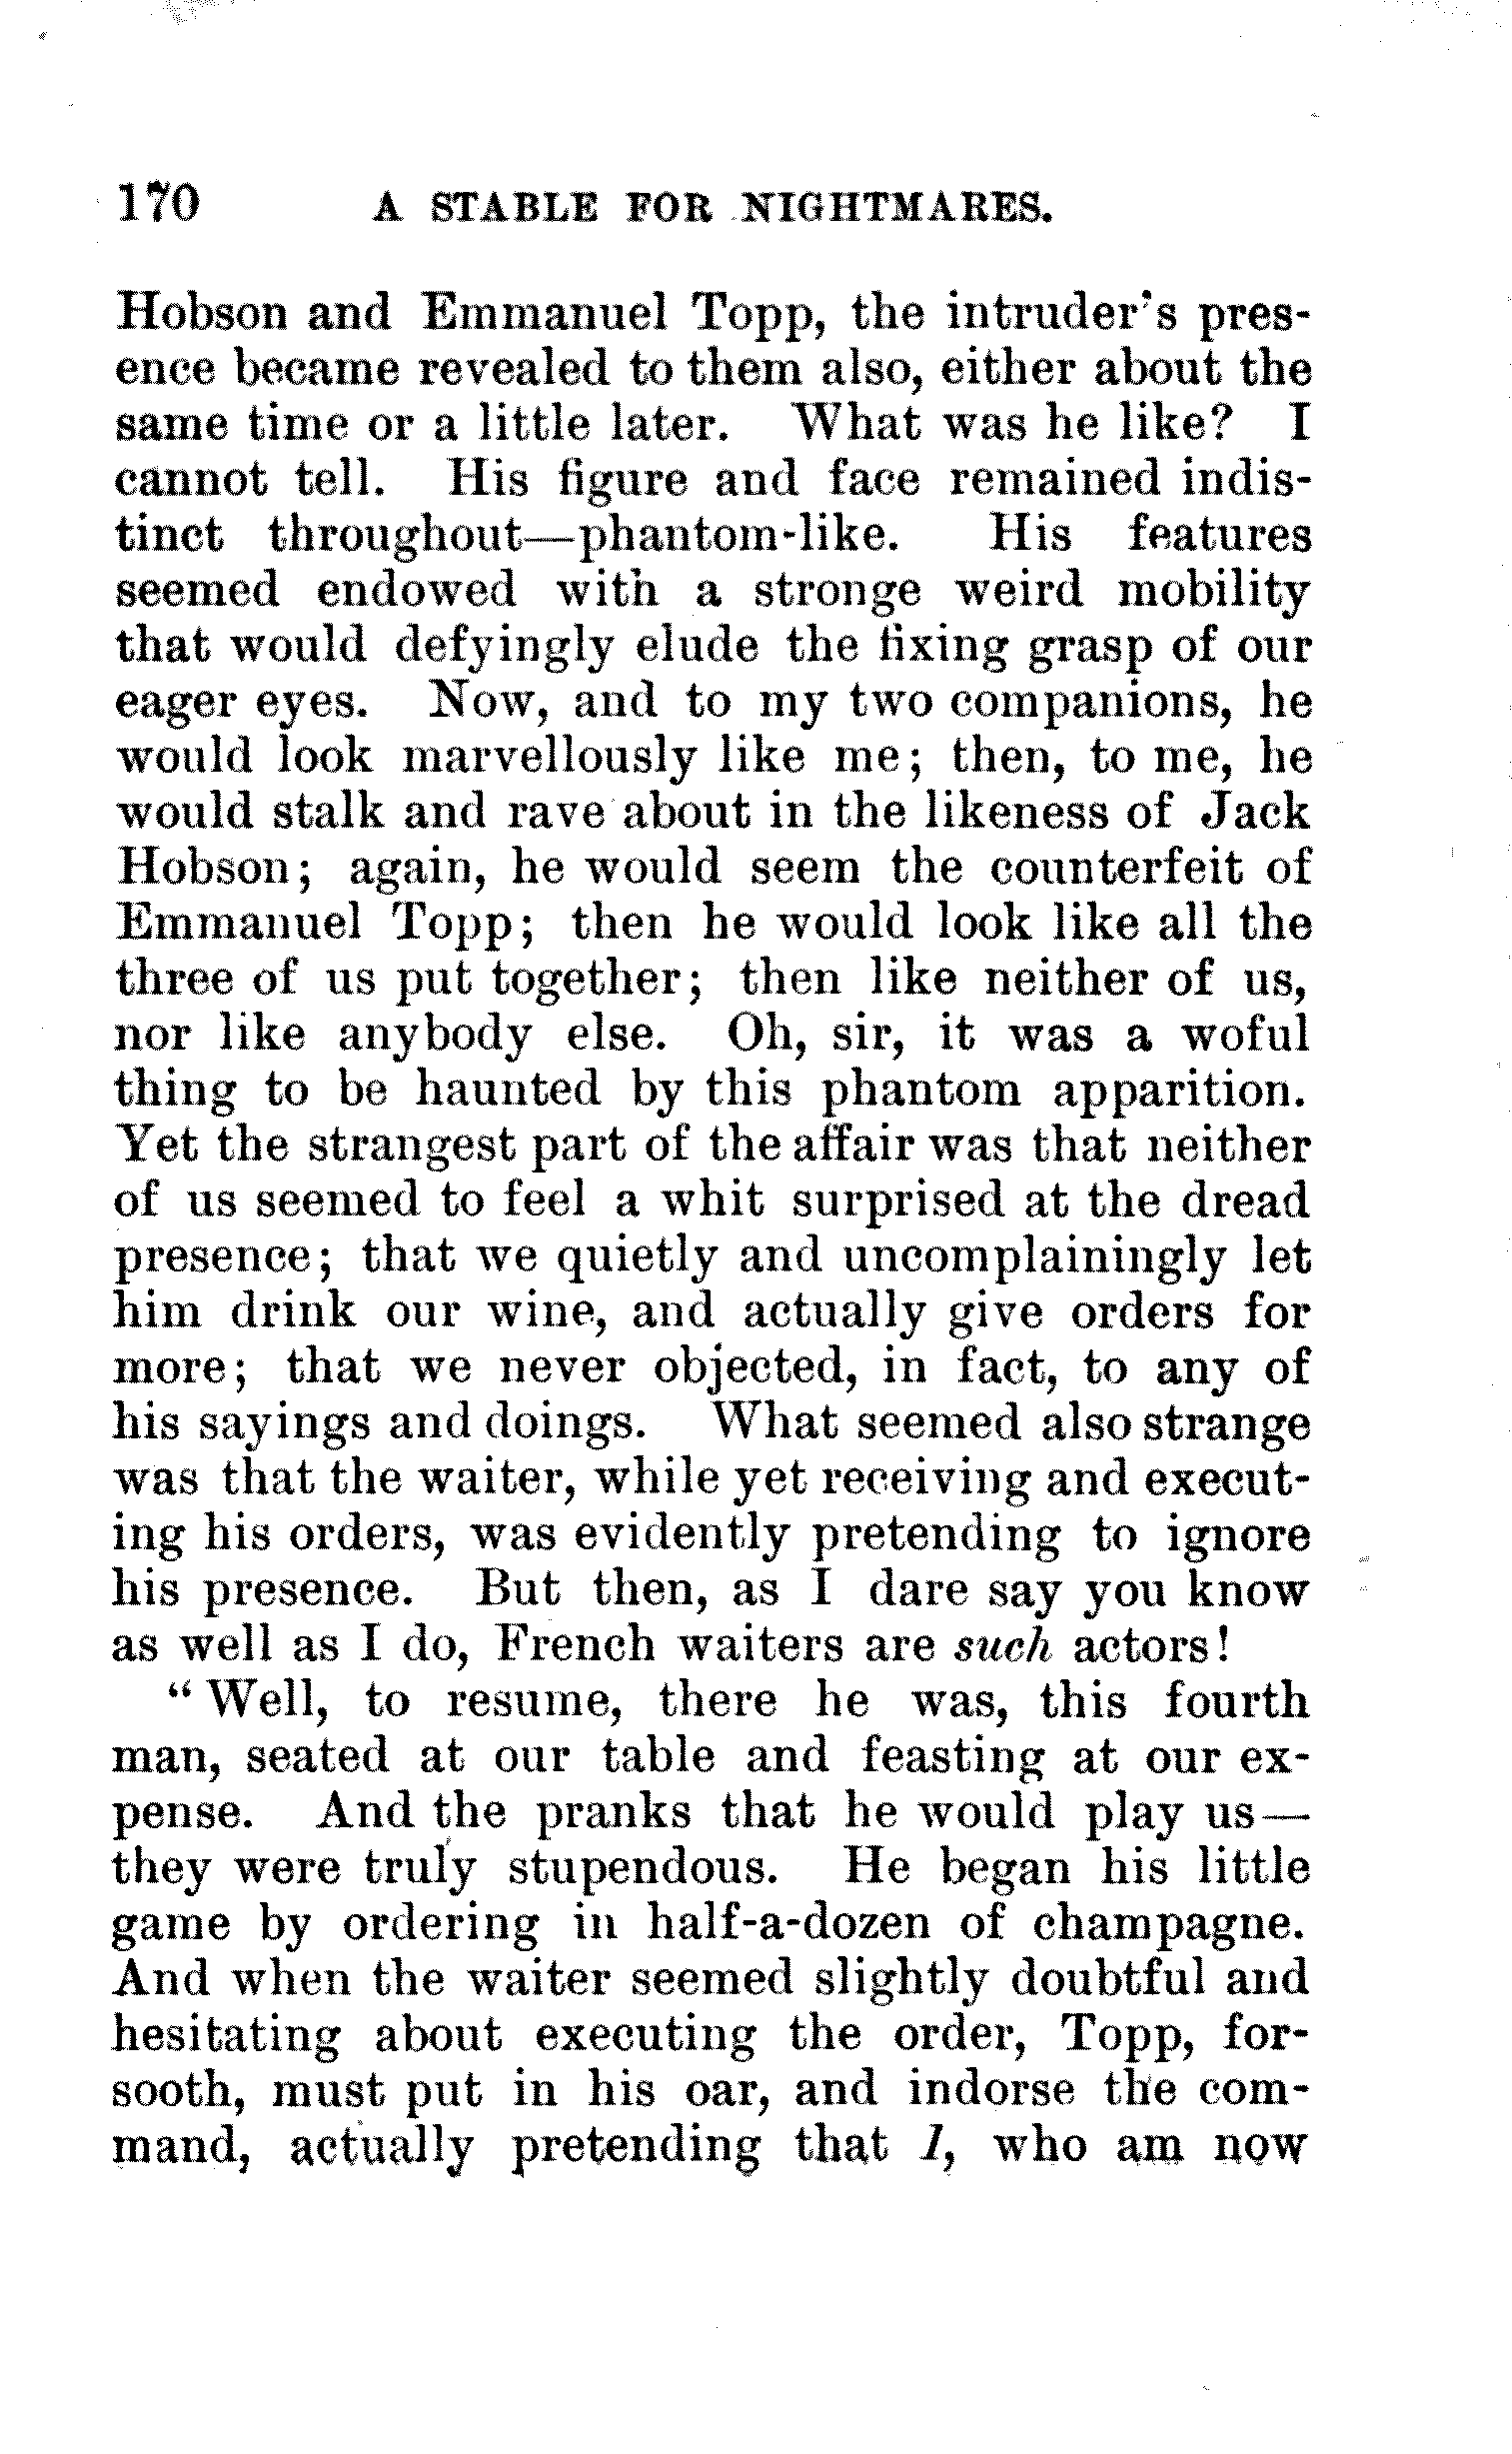 170 A STABLE FOR NIGHTMARES.
Hobson and Emmanuel Topp, the intruder's pres-
ence became revealed to them also, either about the
same time or a little later. What was he like? I
cannot tell. His figure and face remained indis-
tinct throughout—phantom-like. His features
seemed endowed with a stronge weird mobility
that would defyingly elude the fixing grasp of our
eager eyes. Now, and to my two companions, he
would look marvellously like me; then, to me, he
would stalk and rave about in the likeness of Jack
Hobson; again, he would seem the counterfeit of
Emmanuel Topp; then he would look like all the
three of us put together; then like neither of us,
nor like anybody else. Oh, sir, it was a woful
thing to be haunted by this phantom apparition.
Yet the strangest part of the affair was that neither
of us seemed to feel a whit surprised at the dread
presence; that we quietly and uncomplainingly let
him drink our wine, and actually give orders for
more; that we never objected, in fact, to any of
his sayings and doings. What seemed also strange
was that the waiter, while yet receiving and execut-
ing his orders, was evidently pretending to ignore
his presence. But then, as I dare say you know
as well as I do, French waiters are such actors!
“Well, to resume, there he was, this fourth
man, seated at our table and feasting at our ex-
pense. And the pranks that he would play us—
they were truly stupendous. He began his little
game by ordering in half-a-dozen of champagne.
And when the waiter seemed slightly doubtful and
hesitating about executing the order, Topp, for-
sooth, must put in his oar, and indorse the com-
mand, actually pretending that I, who am now